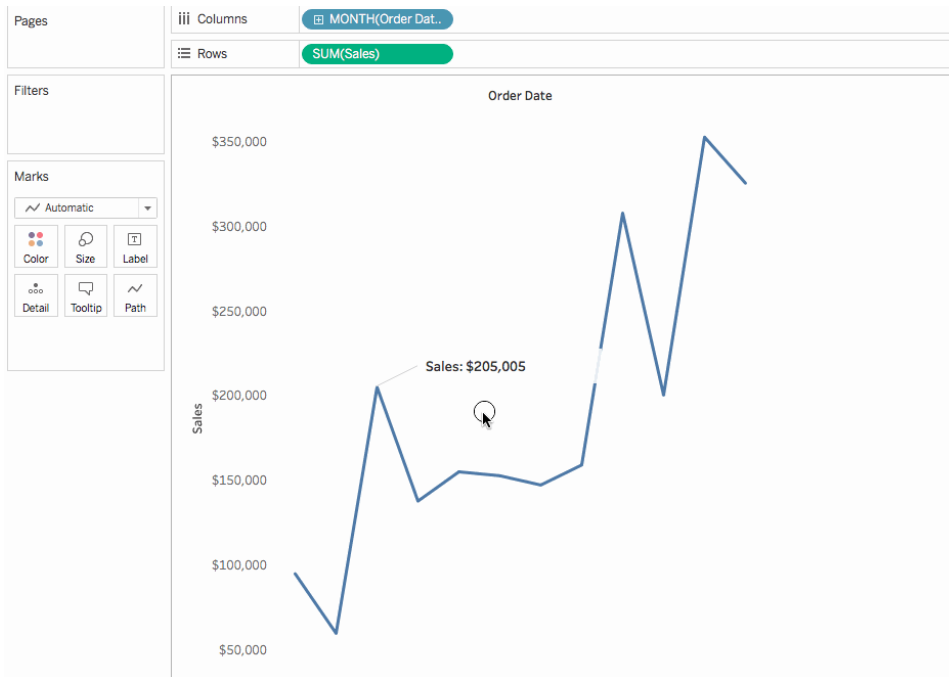 Pages
Columns
MONTH(Order Dat..
Rows
SUM(Sales)
Filters
Marks
Automatic
Color Size Label
Detail Tooltip Path
Order Date
$350,000
$300,000
$250,000
$200,000
$150,000
$100,000
$50,000
Sales
Sales: $205,005
T